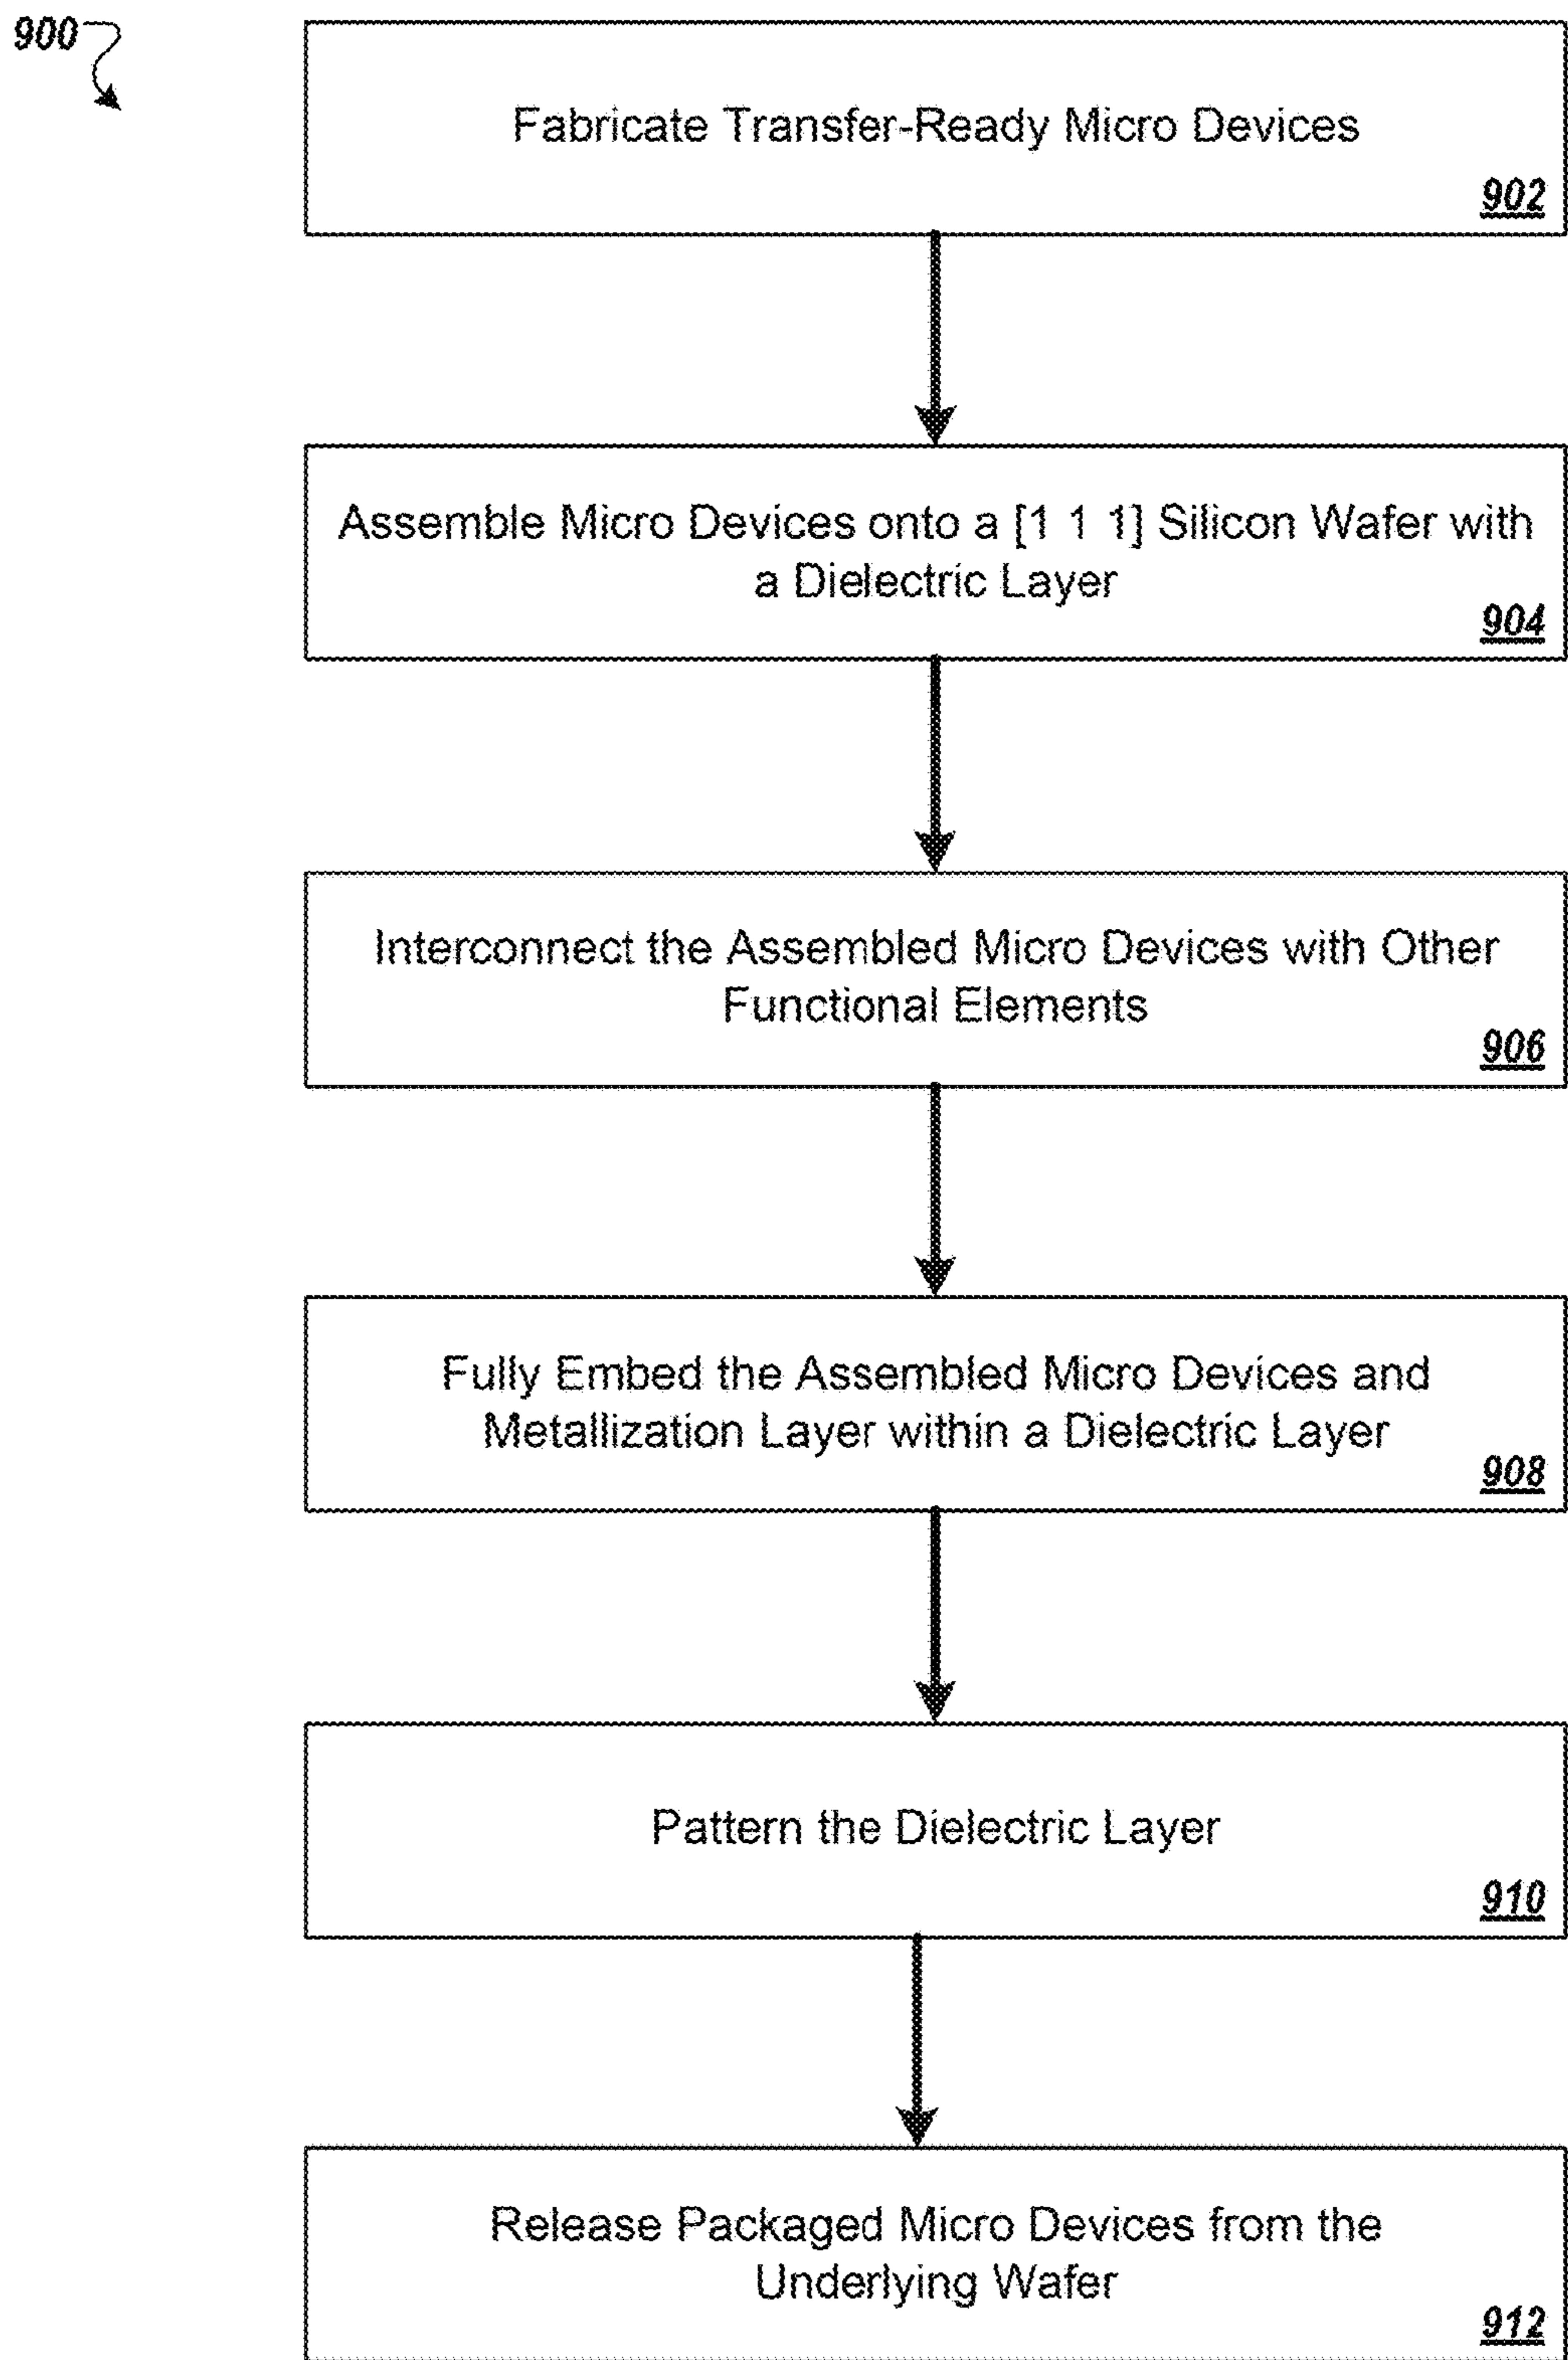 900
Fabricate Transfer-Ready Micro Devices
902
Assemble Micro Devices onto a [1 1 1] Silicon Wafer with
a Dielectric Layer
904
Interconnect the Assembled Micro Devices with Other
Functional Elements
906
Fully Embed the Assembled Micro Devices and
Metallization Layer within a Dielectric Layer
908
Pattern the Dielectric Layer
910
Release Packaged Micro Devices from the
Underlying Wafer
912